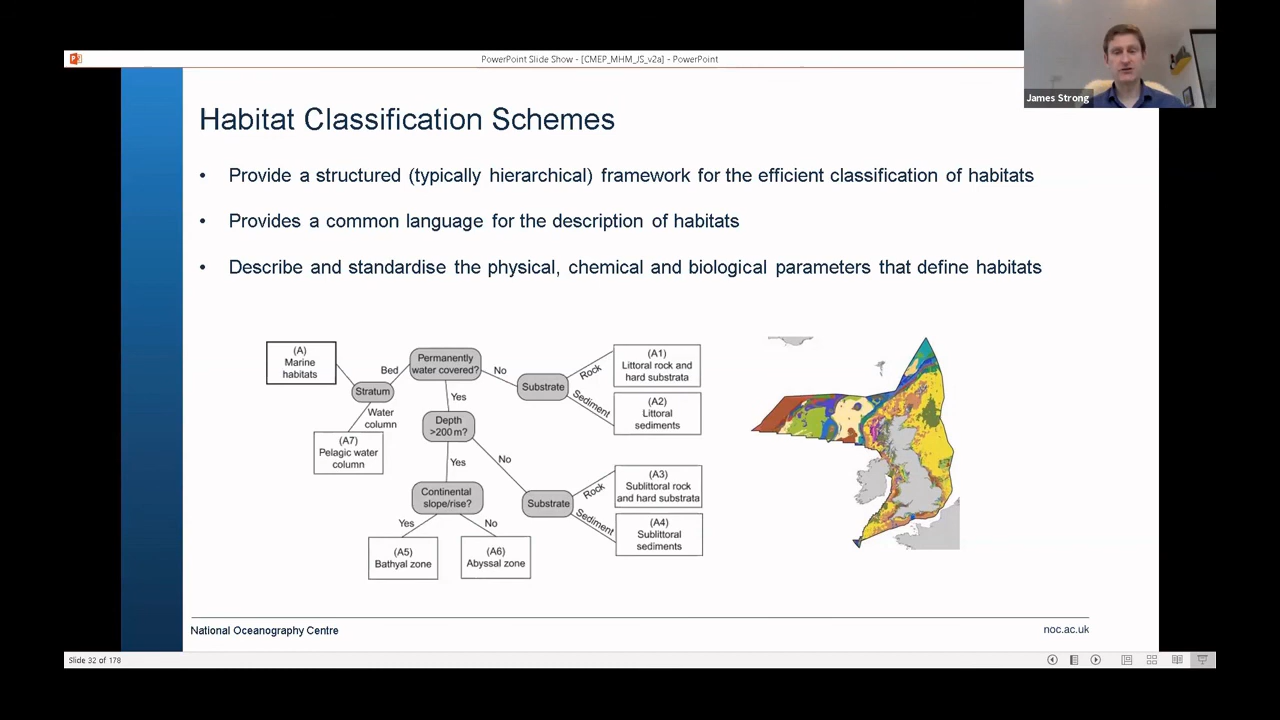 PowerPoint Slide Show - [CMEP_MHM_JS_v2a] - PowerPoint
James Strong
Habitat Classification Schemes
• Provide a structured (typically hierarchical) framework for the efficient classification of habitats
• Provides a common language for the description of habitats
• Describe and standardise the physical, chemical and biological parameters that define habitats
(A)
Marine
habitats
Stratum
Bed
Water
column
(A7)
Pelagic water
column
Permanently
water covered?
No
Yes
Substrate
Rock
Sediment
(A1)
Littoral rock and
hard substrata
(A2)
Littoral
sediments
Depth
>200 m?
No
Yes
Substrate
Rock
Sediment
(A3)
Sublittoral rock
and hard substrata
(A4)
Sublittoral
sediments
Continental
slope/rise?
Yes
No
(A5)
Bathyal zone
(A6)
Abyssal zone
National Oceanography Centre
noc.ac.uk
Slide 32 of 178